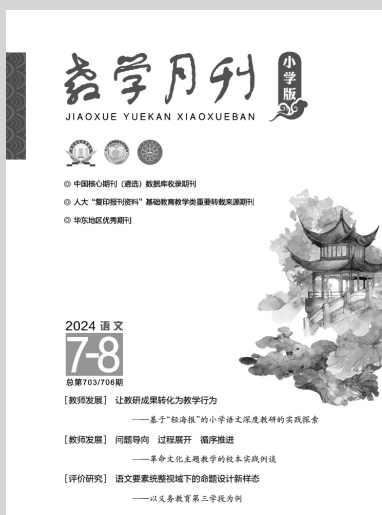 教学月刊
小学版
JIAOXUE YUEKAN XIAOXUEBAN
◎ 中国核心期刊（遴选）数据库收录期刊
◎ 人大“复印报刊资料”基础教育教学类重要转载来源期刊
◎ 华东地区优秀期刊
2024 语文
7-8
总第703/706期
［教师发展］ 让教研成果转化为教学行为
——基于“轻海报”的小学语文深度教研的实践探索
［教师发展］ 问题导向 过程展开 循序推进
——革命文化主题教学的校本实践例谈
［评价研究］ 语文要素统整视域下的命题设计新样态
——以义务教育第三学段为例